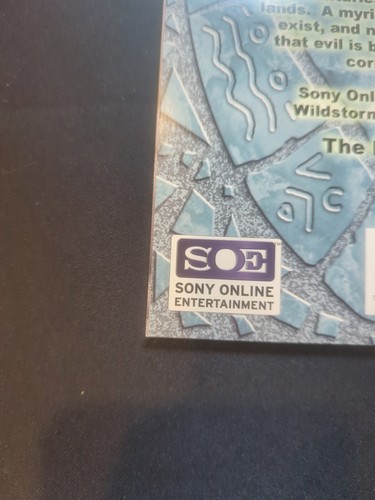 lands. A myri
exist, and n
that evil is b
cor
Sony Onl
Wildstorm
The
SOE
SONY ONLINE
ENTERTAINMENT